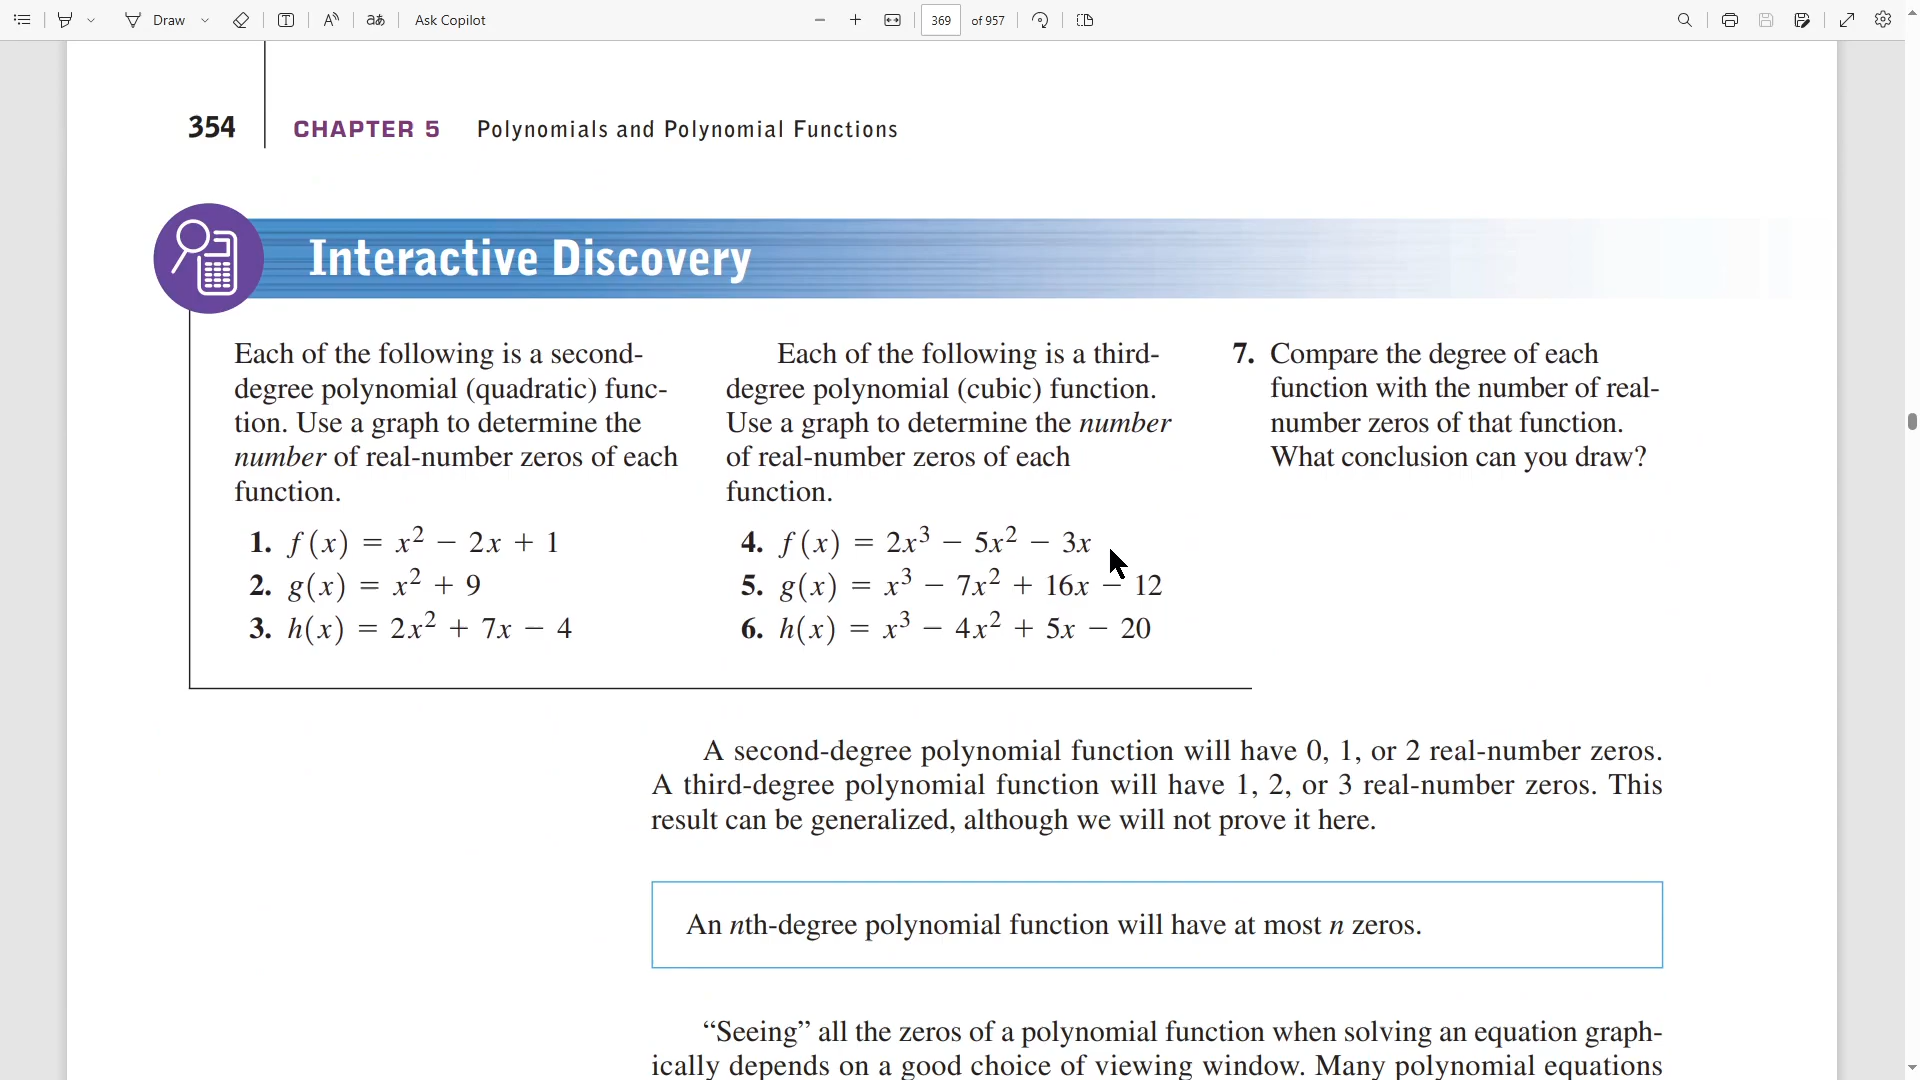 Draw
Ask Copilot
369 of 957
354 CHAPTER 5 Polynomials and Polynomial Functions
Interactive Discovery
Each of the following is a second-
degree polynomial (quadratic) func-
tion. Use a graph to determine the
number of real-number zeros of each
function.
1. f(x) = x² − 2x + 1
2. g(x) = x² + 9
3. h(x) = 2x² + 7x − 4
Each of the following is a third-
degree polynomial (cubic) function.
Use a graph to determine the number
of real-number zeros of each
function.
4. f(x) = 2x³ − 5x² − 3x
5. g(x) = x³ − 7x² + 16x − 12
6. h(x) = x³ − 4x² + 5x − 20
7. Compare the degree of each
function with the number of real-
number zeros of that function.
What conclusion can you draw?
A second-degree polynomial function will have 0, 1, or 2 real-number zeros.
A third-degree polynomial function will have 1, 2, or 3 real-number zeros. This
result can be generalized, although we will not prove it here.
An nth-degree polynomial function will have at most n zeros.
“Seeing” all the zeros of a polynomial function when solving an equation graph-
ically depends on a good choice of viewing window. Many polynomial equations